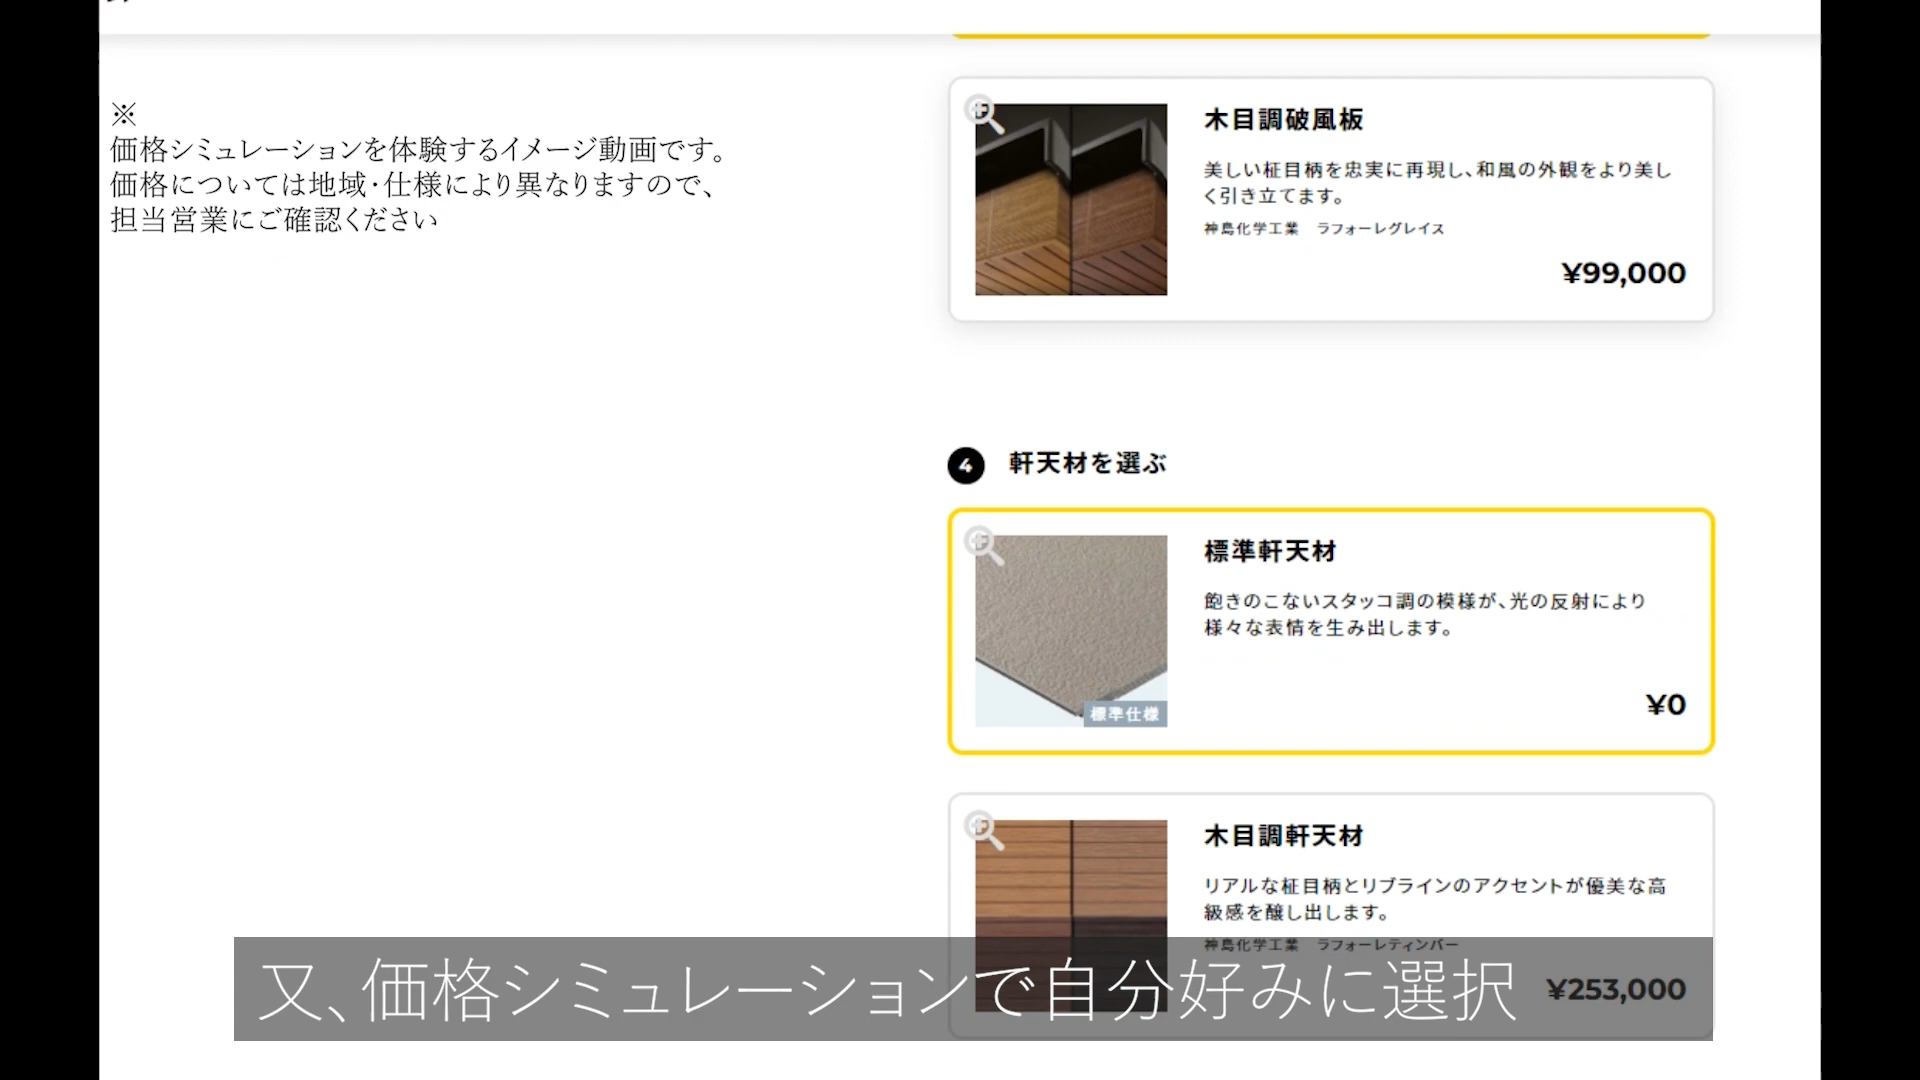 ※
価格シミュレーションを体験するイメージ動画です。
価格については地域・仕様により異なりますので、
担当営業にご確認ください
木目調破風板
美しい柾目柄を忠実に再現し、和風の外観をより美し
く引き立てます。
神島化学工業　ラフォーレグレイス
¥99,000
4 軒天材を選ぶ
標準軒天材
飽きのこないスタッコ調の模様が、光の反射により
様々な表情を生み出します。
標準仕様
¥0
木目調軒天材
リアルな柾目柄とリブラインのアクセントが優美な高
級感を醸し出します。
神島化学工業　ラフォーレティンバー
¥253,000
又、価格シミュレーションで自分好みに選択